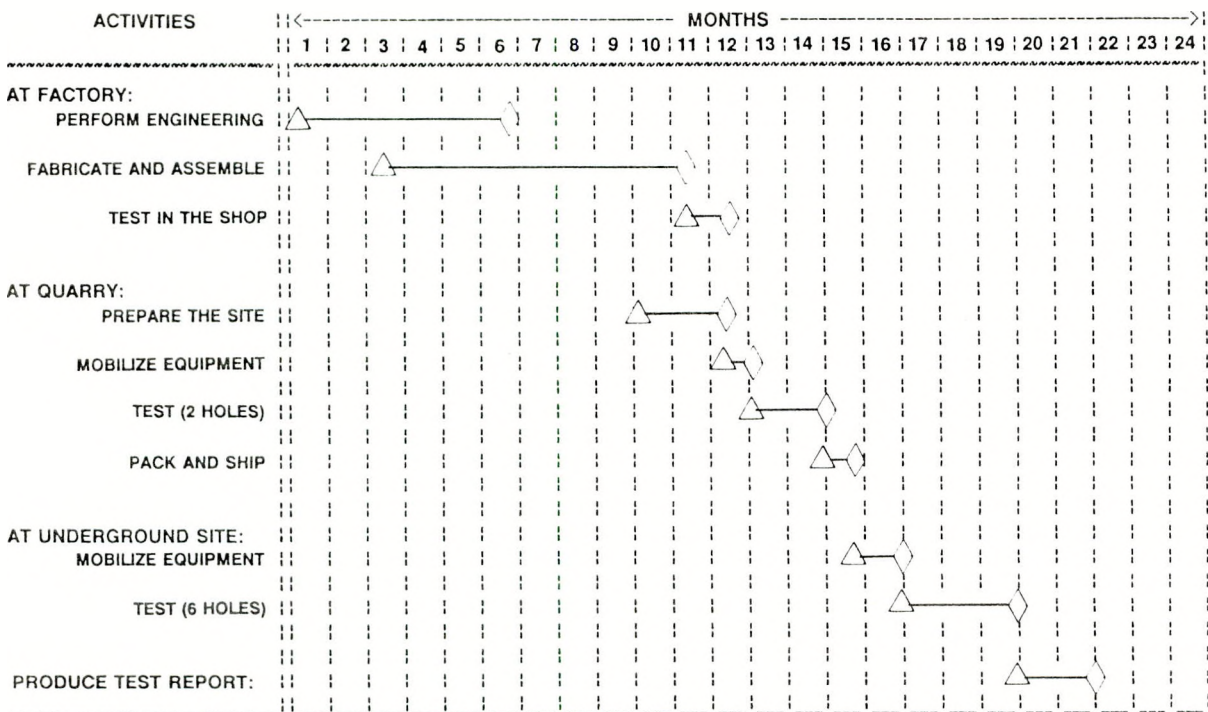 ACTIVITIES
MONTHS
1 2 3 4 5 6 7 8 9 10 11 12 13 14 15 16 17 18 19 20 21 22 23 24
AT FACTORY:
PERFORM ENGINEERING
FABRICATE AND ASSEMBLE
TEST IN THE SHOP
AT QUARRY:
PREPARE THE SITE
MOBILIZE EQUIPMENT
TEST (2 HOLES)
PACK AND SHIP
AT UNDERGROUND SITE:
MOBILIZE EQUIPMENT
TEST (6 HOLES)
PRODUCE TEST REPORT: